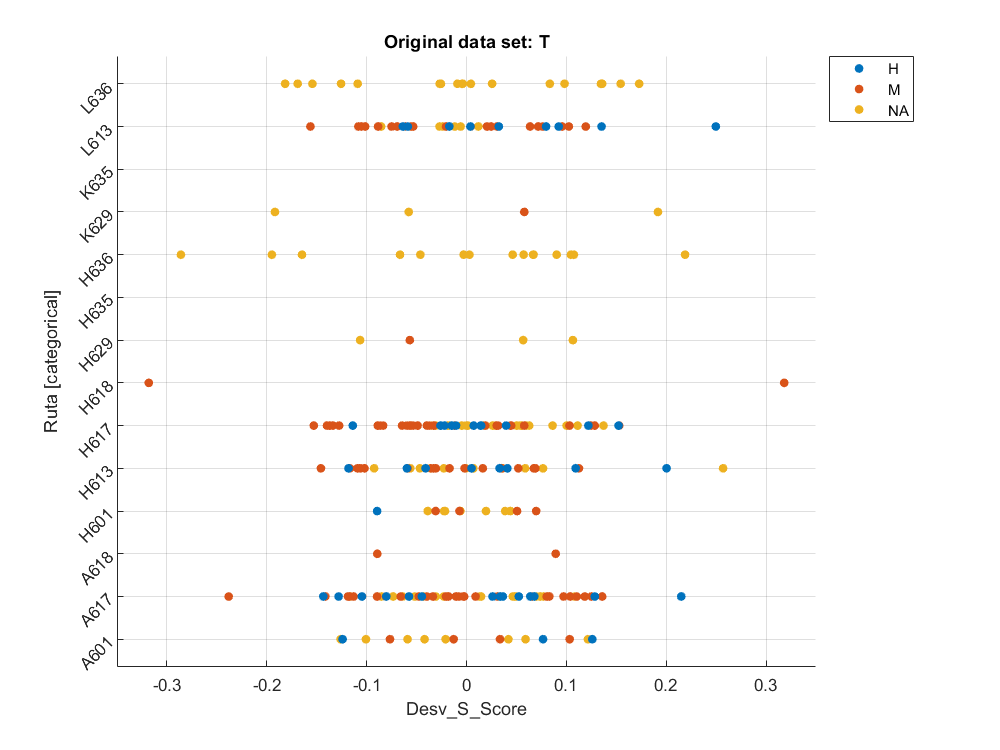 Original data set: T
H
M
NA
Ruta [categorical]
L636
L613
K635
K629
H636
H635
H629
H618
H617
H613
H601
A618
A617
A601
-0.3
-0.2
-0.1
0
0.1
0.2
0.3
Desv_S_Score